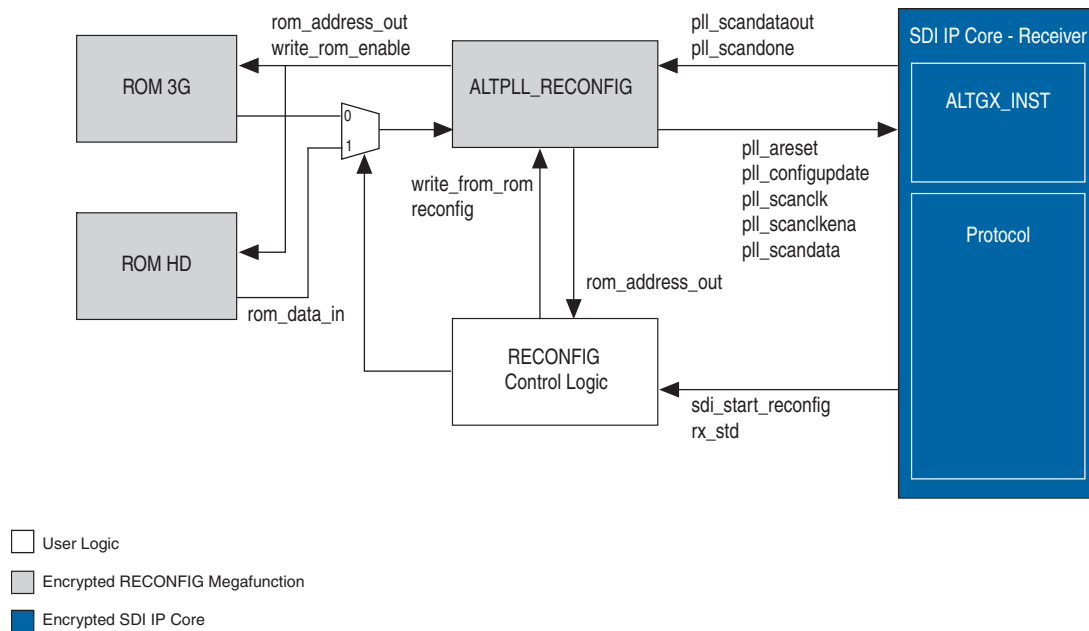 rom_address_out
write_rom_enable
pll_scandataout
pll_scandone
SDI IP Core - Receiver
ROM 3G
ALTPLL_RECONFIG
ALTGX_INST
0
1
pll_areset
pll_configupdate
pll_scanclk
pll_scanclkena
pll_scandata
write_from_rom
reconfig
Protocol
ROM HD
rom_data_in
rom_address_out
RECONFIG
Control Logic
sdi_start_reconfig
rx_std
User Logic
Encrypted RECONFIG Megafunction
Encrypted SDI IP Core